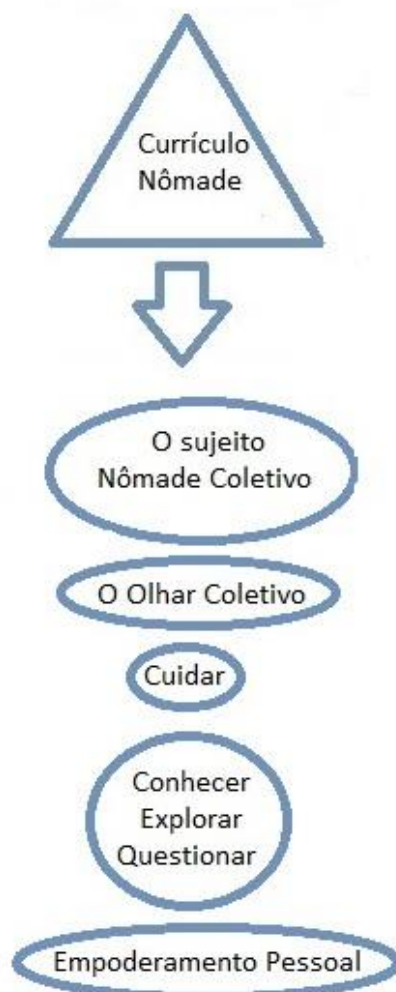 Currículo
Nômade
O sujeito
Nômade Coletivo
O Olhar Coletivo
Cuidar
Conhecer
Explorar
Questionar
Empoderamento Pessoal